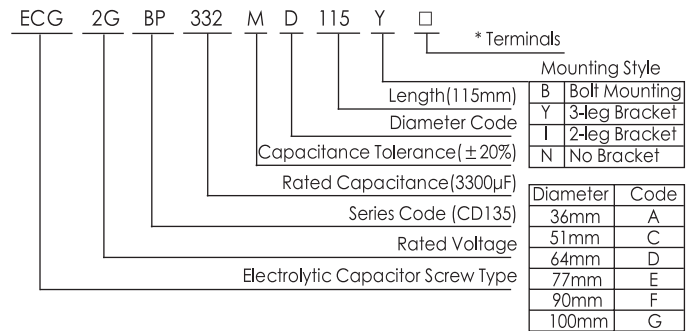 ECG 2G BP 332 M D 115 Y □
* Terminals
Mounting Style
B Bolt Mounting
Y 3-leg Bracket
I 2-leg Bracket
N No Bracket
Length(115mm)
Diameter Code
Capacitance Tolerance(±20%)
Rated Capacitance(3300µF)
Series Code (CD135)
Rated Voltage
Electrolytic Capacitor Screw Type
Diameter Code
36mm A
51mm C
64mm D
77mm E
90mm F
100mm G